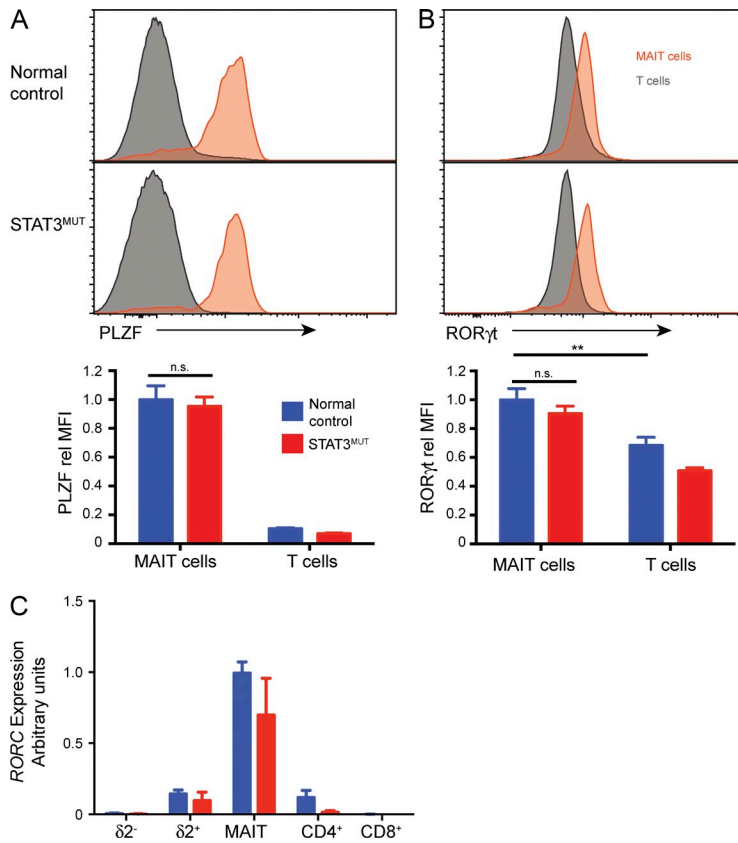 A
B
Normal
control
MAIT cells
T cells
STAT3ᴹᵁᵀ
PLZF
RORγt
n.s.
PLZF rel MFI
1.2
1.0
0.8
0.6
0.4
0.2
0
Normal
control
STAT3ᴹᵁᵀ
MAIT cells
T cells
**
n.s.
RORγt rel MFI
1.2
1.0
0.8
0.6
0.4
0.2
0
MAIT cells
T cells
C
RORC Expression
Arbitrary units
1.5
1.0
0.5
0
δ2⁻
δ2⁺
MAIT
CD4⁺
CD8⁺